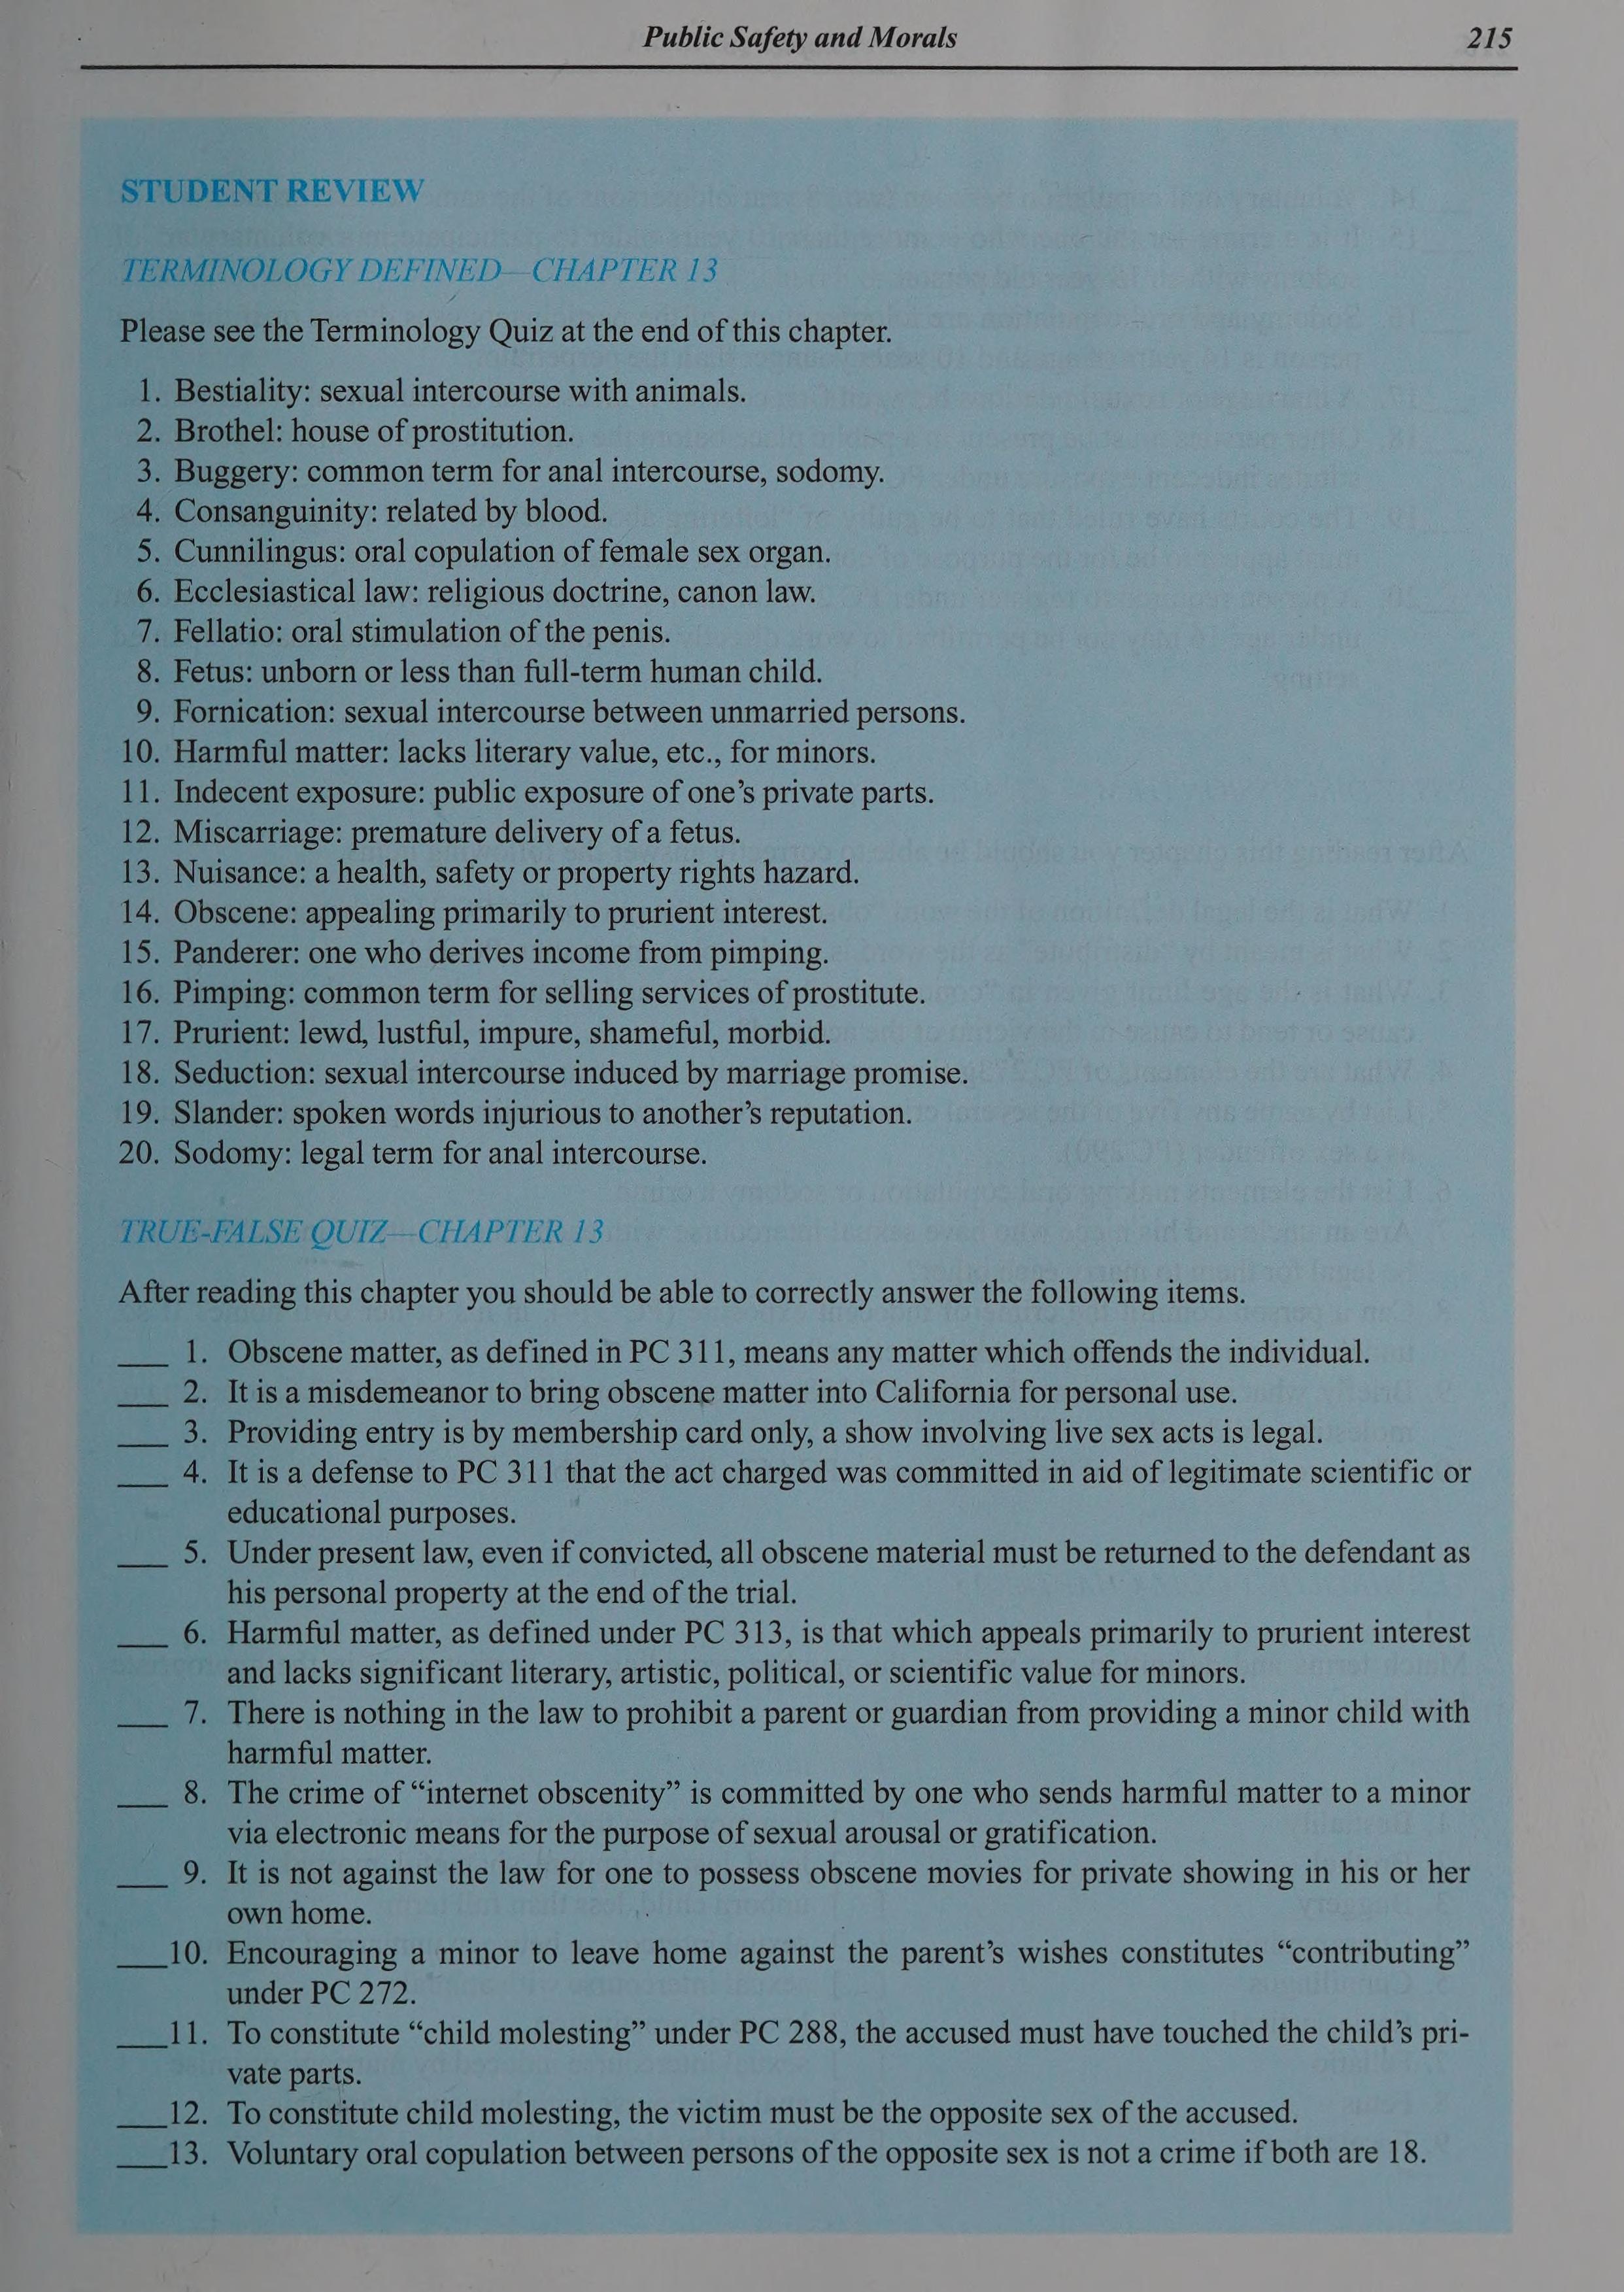 Public Safety and Morals 215
STUDENT REVIEW
TERMINOLOGY DEFINED—CHAPTER 13
Please see the Terminology Quiz at the end of this chapter.
1. Bestiality: sexual intercourse with animals.
2. Brothel: house of prostitution.
3. Buggery: common term for anal intercourse, sodomy.
4. Consanguinity: related by blood.
5. Cunnilingus: oral copulation of female sex organ.
6. Ecclesiastical law: religious doctrine, canon law.
7. Fellatio: oral stimulation of the penis.
8. Fetus: unborn or less than full-term human child.
9. Fornication: sexual intercourse between unmarried persons.
10. Harmful matter: lacks literary value, etc., for minors.
11. Indecent exposure: public exposure of one’s private parts.
12. Miscarriage: premature delivery of a fetus.
13. Nuisance: a health, safety or property rights hazard.
14. Obscene: appealing primarily to prurient interest.
15. Panderer: one who derives income from pimping.
16. Pimping: common term for selling services of prostitute.
17. Prurient: lewd, lustful, impure, shameful, morbid.
18. Seduction: sexual intercourse induced by marriage promise.
19. Slander: spoken words injurious to another’s reputation.
20. Sodomy: legal term for anal intercourse.
TRUE-FALSE QUIZ—CHAPTER 13
After reading this chapter you should be able to correctly answer the following items.
___ 1. Obscene matter, as defined in PC 311, means any matter which offends the individual.
___ 2. It is a misdemeanor to bring obscene matter into California for personal use.
___ 3. Providing entry is by membership card only, a show involving live sex acts is legal.
___ 4. It is a defense to PC 311 that the act charged was committed in aid of legitimate scientific or
educational purposes.
___ 5. Under present law, even if convicted, all obscene material must be returned to the defendant as
his personal property at the end of the trial.
___ 6. Harmful matter, as defined under PC 313, is that which appeals primarily to prurient interest
and lacks significant literary, artistic, political, or scientific value for minors.
___ 7. There is nothing in the law to prohibit a parent or guardian from providing a minor child with
harmful matter.
___ 8. The crime of “internet obscenity” is committed by one who sends harmful matter to a minor
via electronic means for the purpose of sexual arousal or gratification.
___ 9. It is not against the law for one to possess obscene movies for private showing in his or her
own home.
___10. Encouraging a minor to leave home against the parent’s wishes constitutes “contributing”
under PC 272.
___11. To constitute “child molesting” under PC 288, the accused must have touched the child’s pri-
vate parts.
___12. To constitute child molesting, the victim must be the opposite sex of the accused.
___13. Voluntary oral copulation between persons of the opposite sex is not a crime if both are 18.